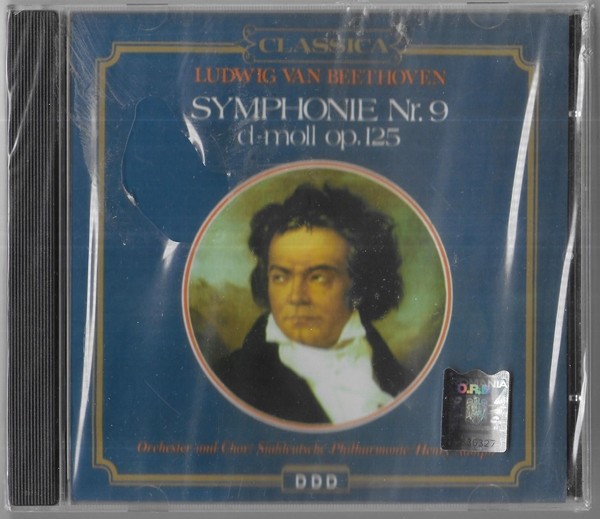 CLASSICA
LUDWIG VAN BEETHOVEN
SYMPHONIE Nr. 9
d-moll op. 125
Orchester und Chor: Süddeutsche Philharmonie
DDD